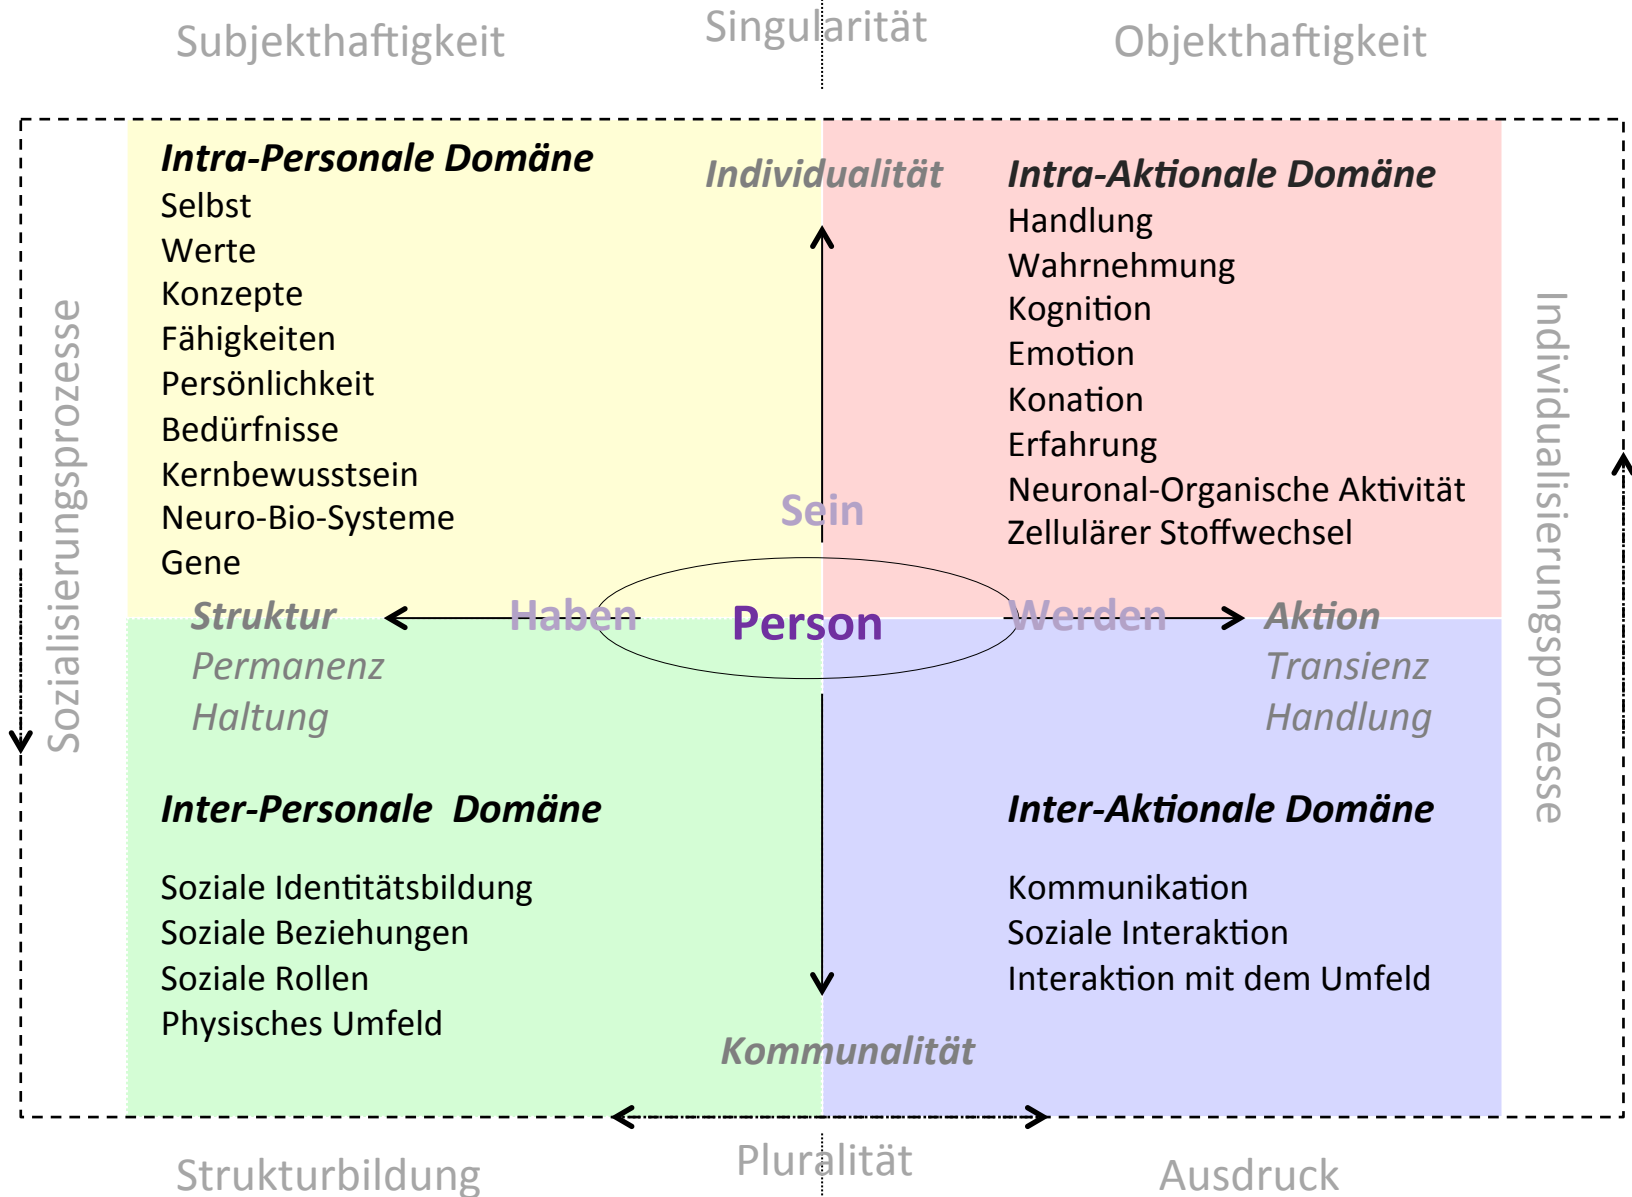 Subjekthaftigkeit
Singularität
Objekthaftigkeit
Intra-Personale Domäne
Selbst
Werte
Konzepte
Fähigkeiten
Persönlichkeit
Bedürfnisse
Kernbewusstsein
Neuro-Bio-Systeme
Gene
Individualität
Intra-Aktionale Domäne
Handlung
Wahrnehmung
Kognition
Emotion
Konation
Erfahrung
Neuronal-Organische Aktivität
Zellulärer Stoffwechsel
Sozialisierungsprozesse
Individualisierungsprozesse
Sein
Haben
Person
Werden
Struktur
Permanenz
Haltung
Aktion
Transienz
Handlung
Inter-Personale  Domäne
Soziale Identitätsbildung
Soziale Beziehungen
Soziale Rollen
Physisches Umfeld
Inter-Aktionale Domäne
Kommunikation
Soziale Interaktion
Interaktion mit dem Umfeld
Kommunalität
Strukturbildung
Pluralität
Ausdruck